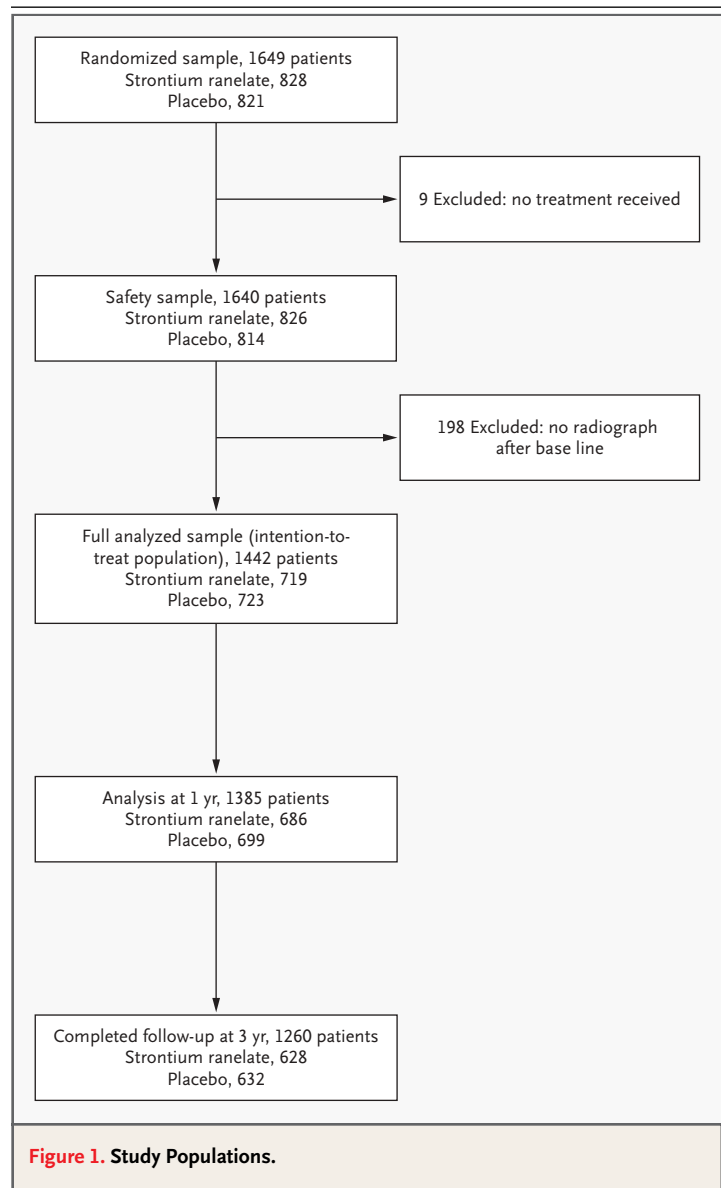 Randomized sample, 1649 patients
Strontium ranelate, 828
Placebo, 821
9 Excluded: no treatment received
Safety sample, 1640 patients
Strontium ranelate, 826
Placebo, 814
198 Excluded: no radiograph
after base line
Full analyzed sample (intention-to-
treat population), 1442 patients
Strontium ranelate, 719
Placebo, 723
Analysis at 1 yr, 1385 patients
Strontium ranelate, 686
Placebo, 699
Completed follow-up at 3 yr, 1260 patients
Strontium ranelate, 628
Placebo, 632
Figure 1. Study Populations.